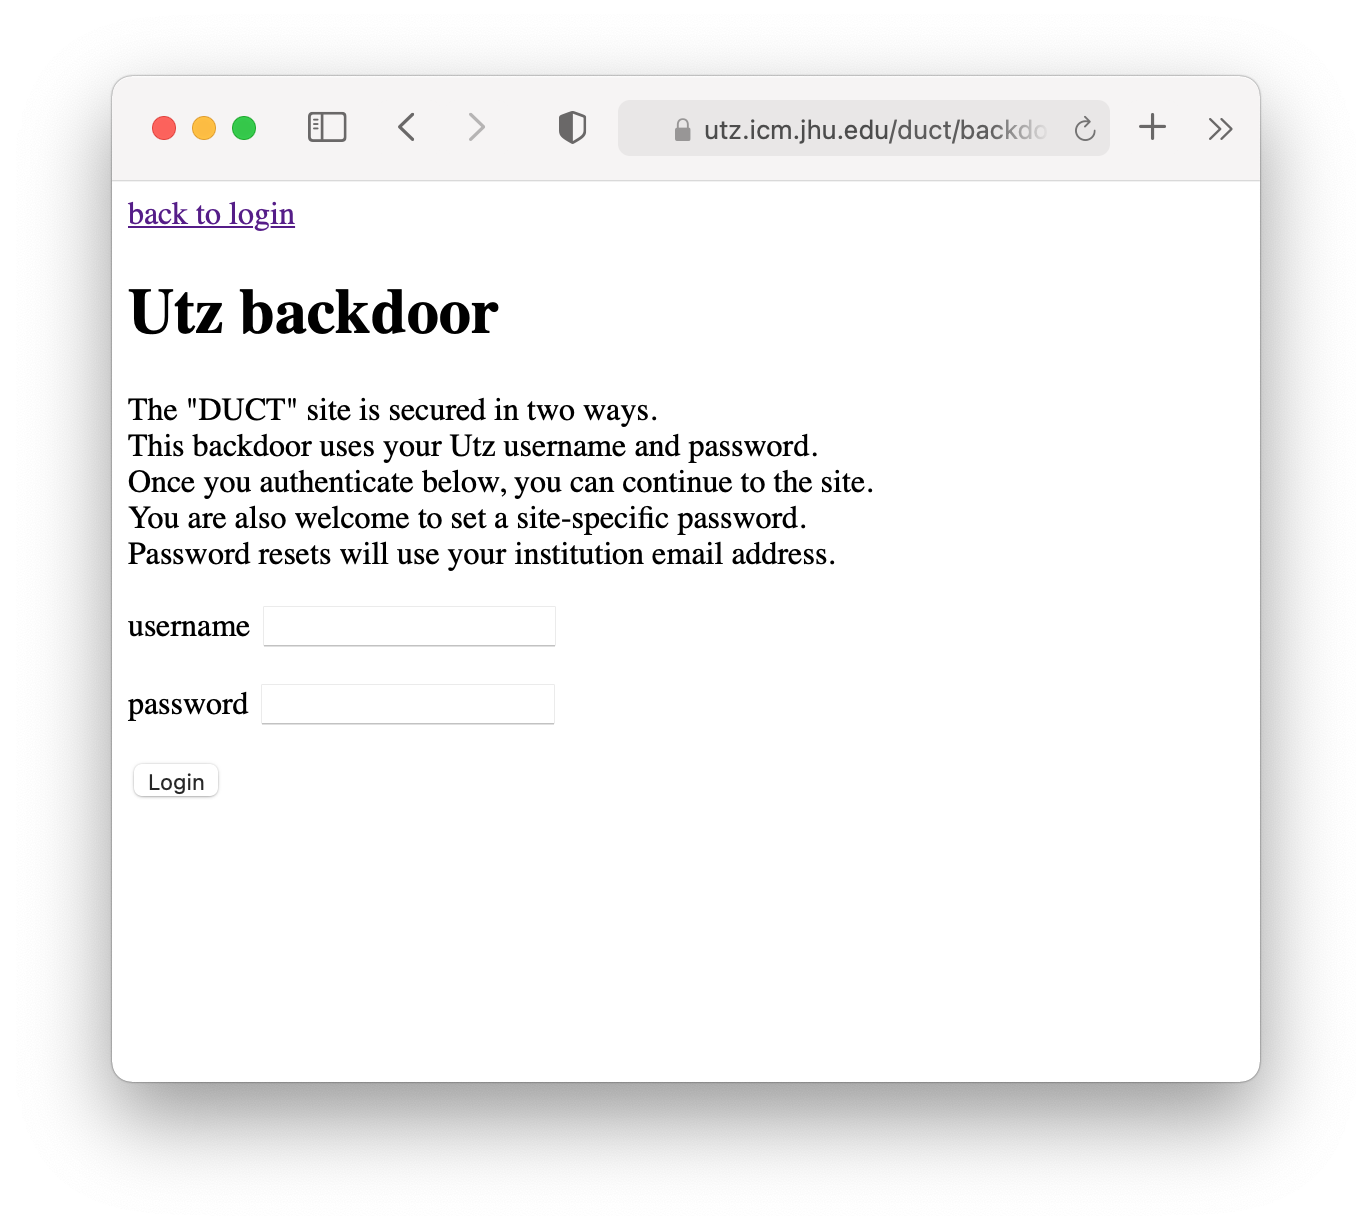 utz.icm.jhu.edu/duct/backdo
back to login
Utz backdoor
The "DUCT" site is secured in two ways.
This backdoor uses your Utz username and password.
Once you authenticate below, you can continue to the site.
You are also welcome to set a site-specific password.
Password resets will use your institution email address.
username
password
Login